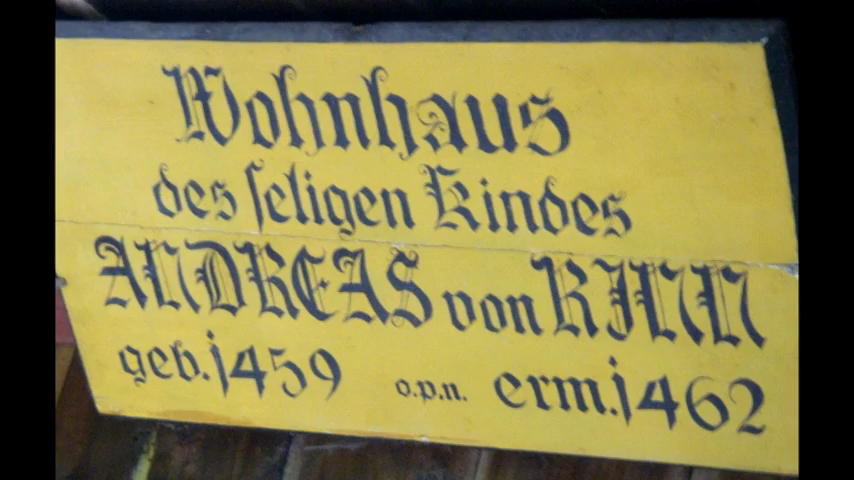 Wohnhaus
des seligen Kindes
ANDREAS von RINN
geb. 1459 o.p.n. erm. 1462